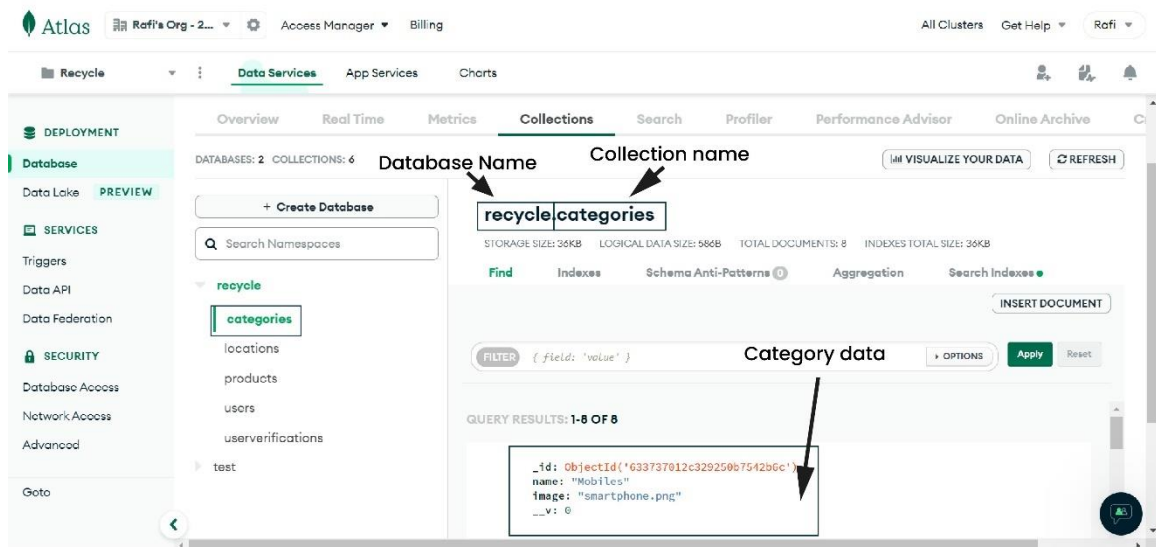 Atlas
Rafi's Org - 2...
Access Manager
Billing
All Clusters
Get Help
Rafi
Recycle
Data Services
App Services
Charts
DEPLOYMENT
Database
Data Lake
PREVIEW
SERVICES
Triggers
Data API
Data Federation
SECURITY
Database Access
Network Access
Advanced
Goto
Overview
Real Time
Metrics
Collections
Search
Profiler
Performance Advisor
Online Archive
DATABASES: 2 COLLECTIONS: 6
Database Name
Collection name
VISUALIZE YOUR DATA
REFRESH
+ Create Database
Search Namespaces
recycle
categories
locations
products
users
userverifications
test
recycle.categories
STORAGE SIZE: 36KB LOGICAL DATA SIZE: 586B TOTAL DOCUMENTS: 8 INDEXES TOTAL SIZE: 36KB
Find
Indexes
Schema Anti-Patterns 0
Aggregation
Search Indexes
INSERT DOCUMENT
FILTER
{ field: 'value' }
Category data
OPTIONS
Apply
Reset
QUERY RESULTS: 1-8 OF 8
_id: ObjectId('633737012c329250b7542b6c')
name: "Mobiles"
image: "smartphone.png"
__v: 0